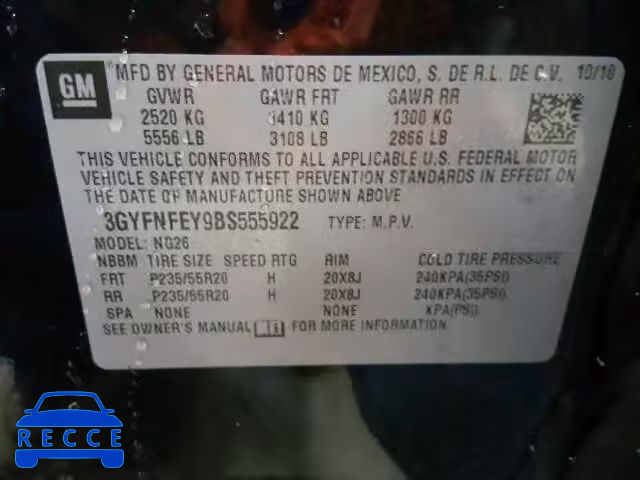 GM
MFD BY GENERAL MOTORS DE MEXICO, S. DE R.L. DE C.V. 10/10
GVWR GAWR FRT GAWR RR
2520 KG 1410 KG 1300 KG
5556 LB 3108 LB 2866 LB
THIS VEHICLE CONFORMS TO ALL APPLICABLE U.S. FEDERAL MOTOR
VEHICLE SAFETY AND THEFT PREVENTION STANDARDS IN EFFECT ON
THE DATE OF MANUFACTURE SHOWN ABOVE
3GYFNFEY9BS555922 TYPE: M.P.V.
MODEL: NG26
NBBM TIRE SIZE SPEED RTG RIM COLD TIRE PRESSURE
FRT P235/55R20 H 20X8J 240KPA(35PSI)
RR P235/55R20 H 20X8J 240KPA(35PSI)
SPA NONE NONE KPA(PSI)
SEE OWNER'S MANUAL FOR MORE INFORMATION.
RECCE